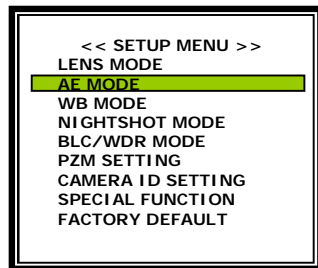 << SETUP MENU >>
LENS MODE
AE MODE
WB MODE
NIGHTSHOT MODE
BLC/WDR MODE
PZM SETTING
CAMERA ID SETTING
SPECIAL FUNCTION
FACTORY DEFAULT